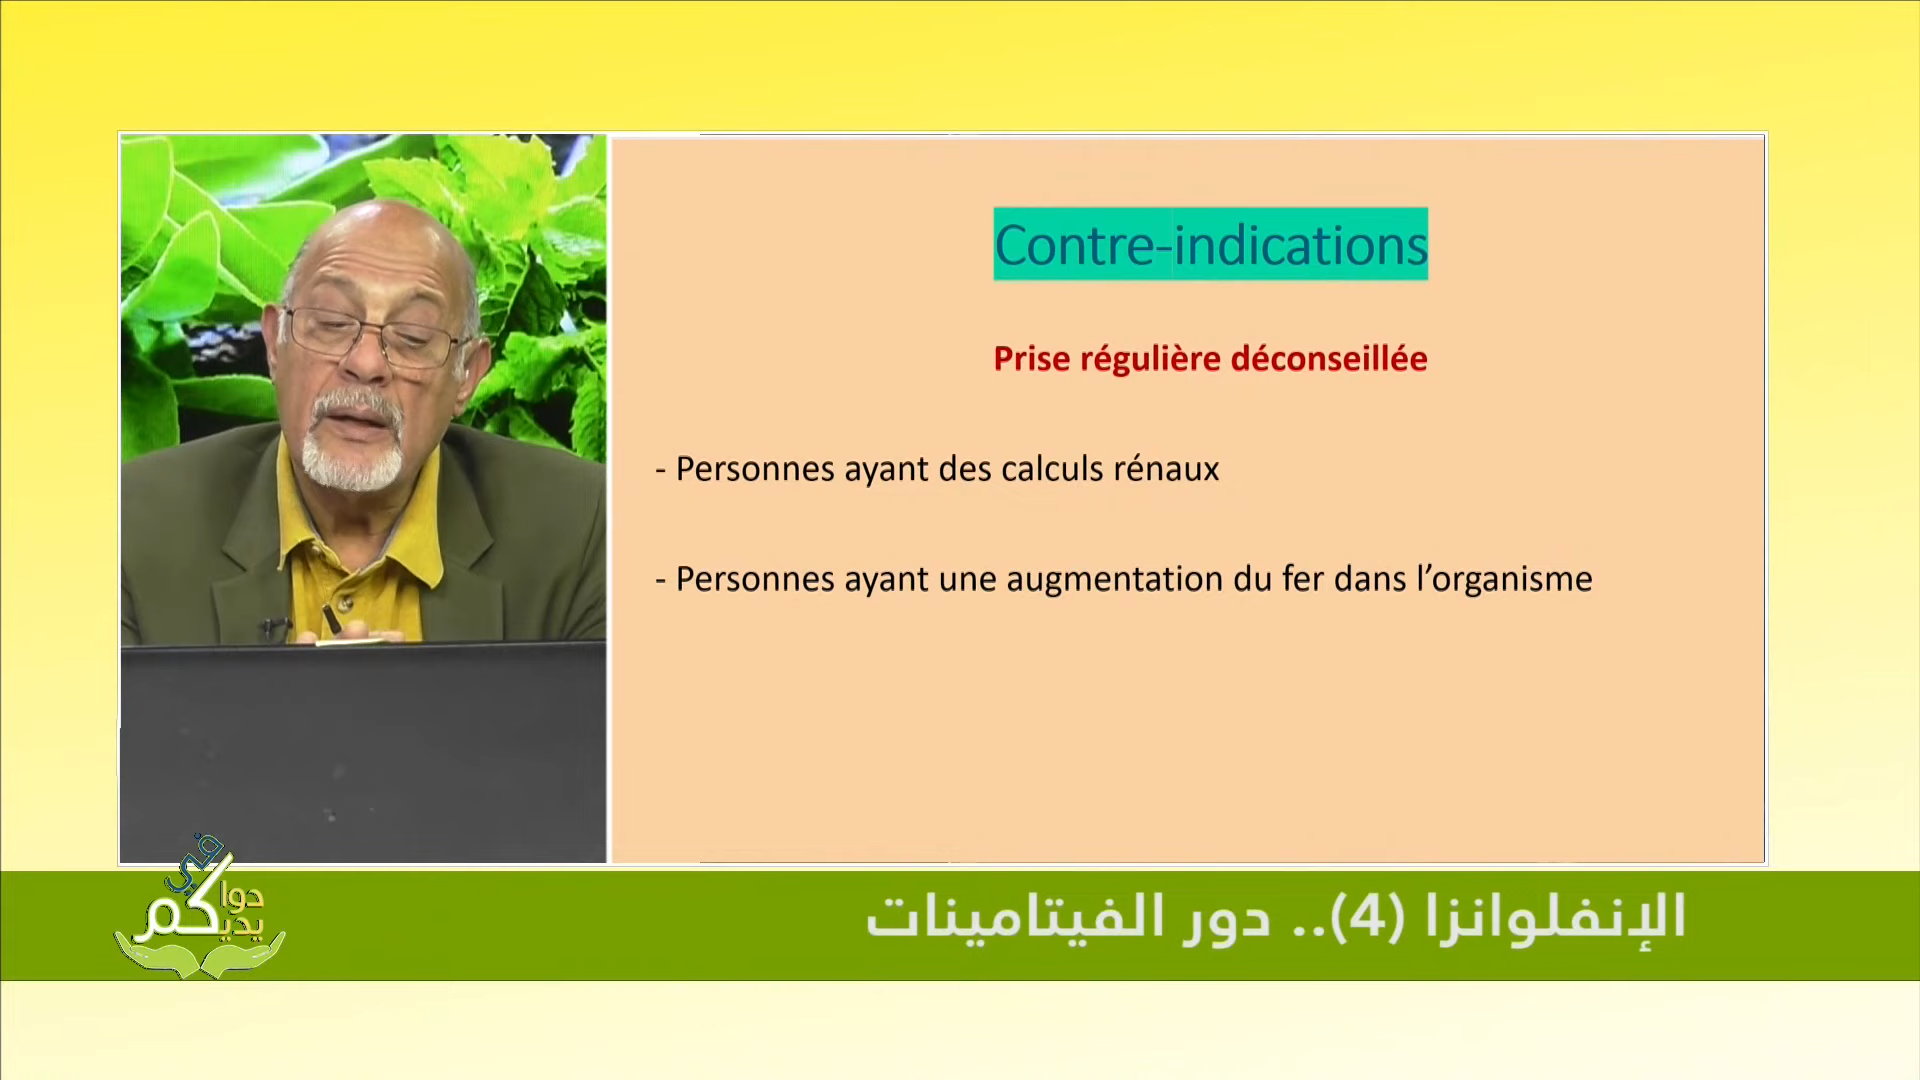 Contre-indications
Prise régulière déconseillée
- Personnes ayant des calculs rénaux
- Personnes ayant une augmentation du fer dans l’organisme
الإنفلوانزا (4).. دور الفيتامينات
دوا
في
يديكم